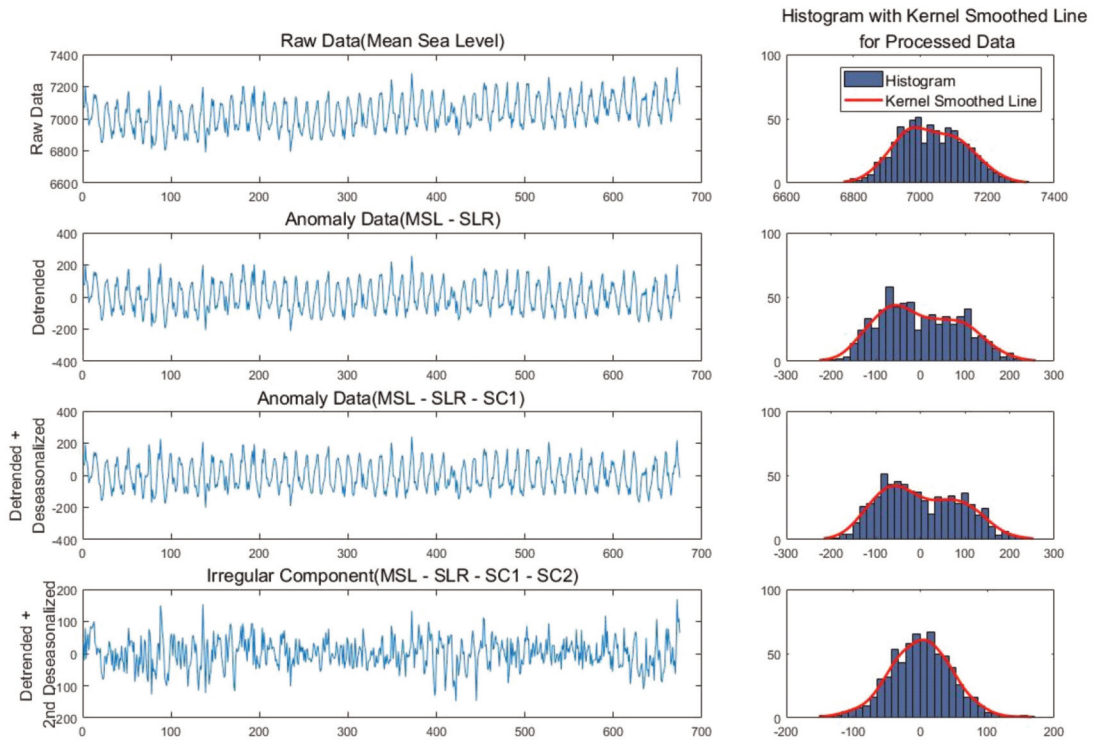 Histogram with Kernel Smoothed Line
for Processed Data
Raw Data(Mean Sea Level)
Raw Data
7400
7200
7000
6800
6600
0 100 200 300 400 500 600 700
100
50
0
Histogram
Kernel Smoothed Line
6600 6800 7000 7200 7400
Anomaly Data(MSL - SLR)
Detrended
400
200
0
-200
-400
0 100 200 300 400 500 600 700
100
50
0
-300 -200 -100 0 100 200 300
Anomaly Data(MSL - SLR - SC1)
Detrended +
Deseasonalized
400
200
0
-200
-400
0 100 200 300 400 500 600 700
100
50
0
-300 -200 -100 0 100 200 300
Irregular Component(MSL - SLR - SC1 - SC2)
Detrended +
2nd Deseasonalized
200
100
0
100
200
0 100 200 300 400 500 600 700
100
50
0
-200 -100 0 100 200